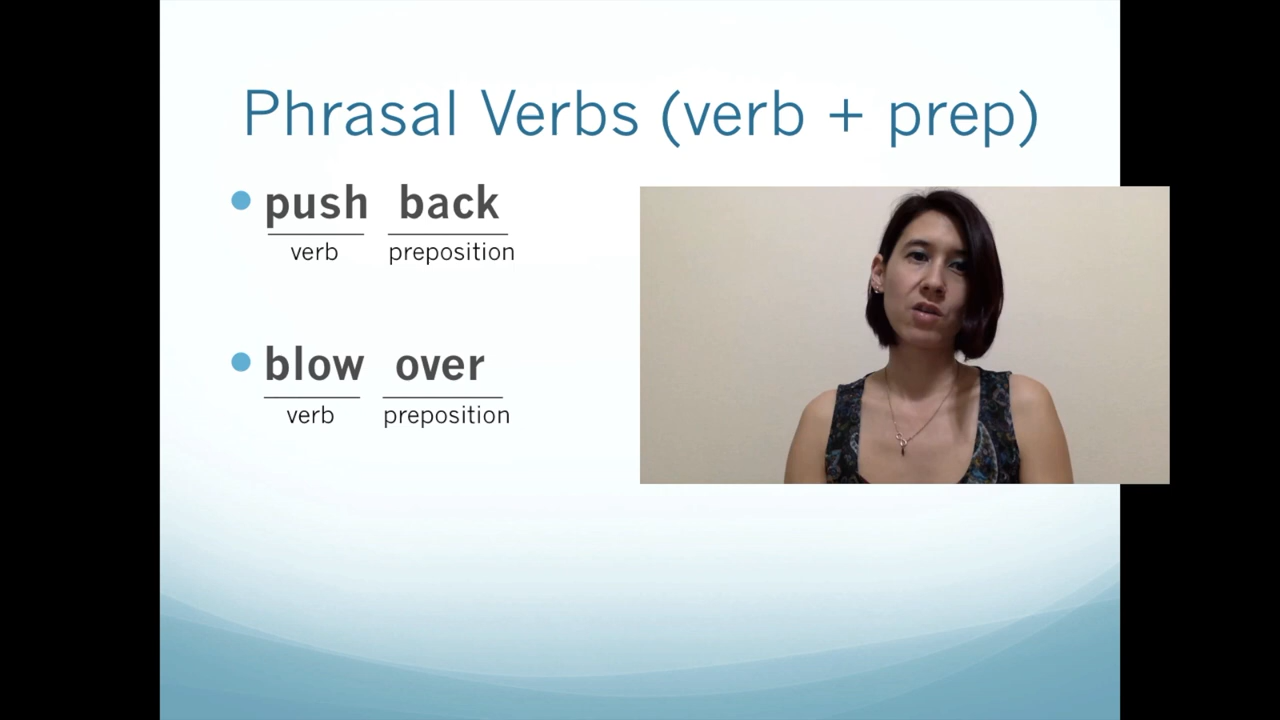 Phrasal Verbs (verb + prep)
push back
verb preposition
blow over
verb preposition